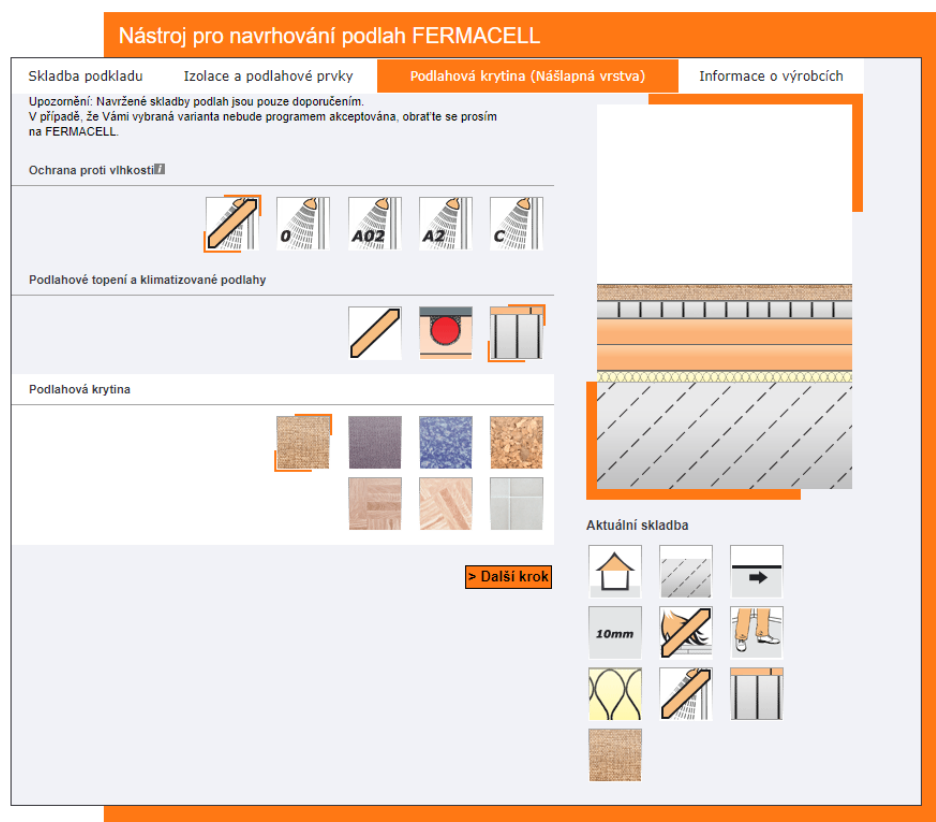 Nástroj pro navrhování podlah FERMACELL
Skladba podkladu
Izolace a podlahové prvky
Podlahová krytina (Nášlapná vrstva)
Informace o výrobcích
Upozornění: Navržené skladby podlah jsou pouze doporučením.
V případě, že Vámi vybraná varianta nebude programem akceptována, obraťte se prosím
na FERMACELL.
Ochrana proti vlhkosti i
0
A02
A2
C
Podlahové topení a klimatizované podlahy
Podlahová krytina
> Další krok
Aktuální skladba
10mm